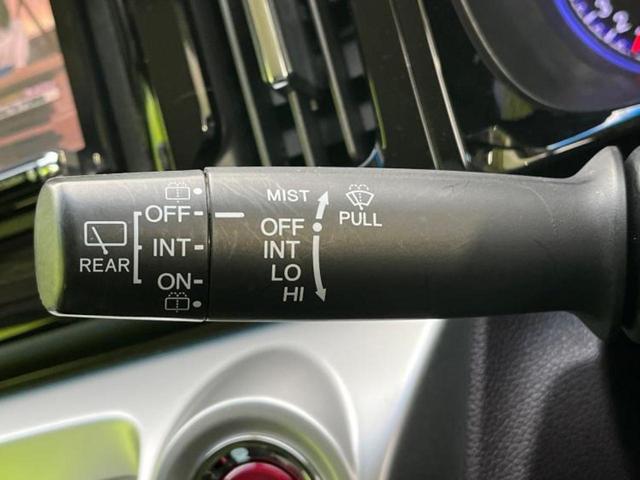 OFF
INT
REAR
ON
MIST
OFF
PULL
INT
LO
HI